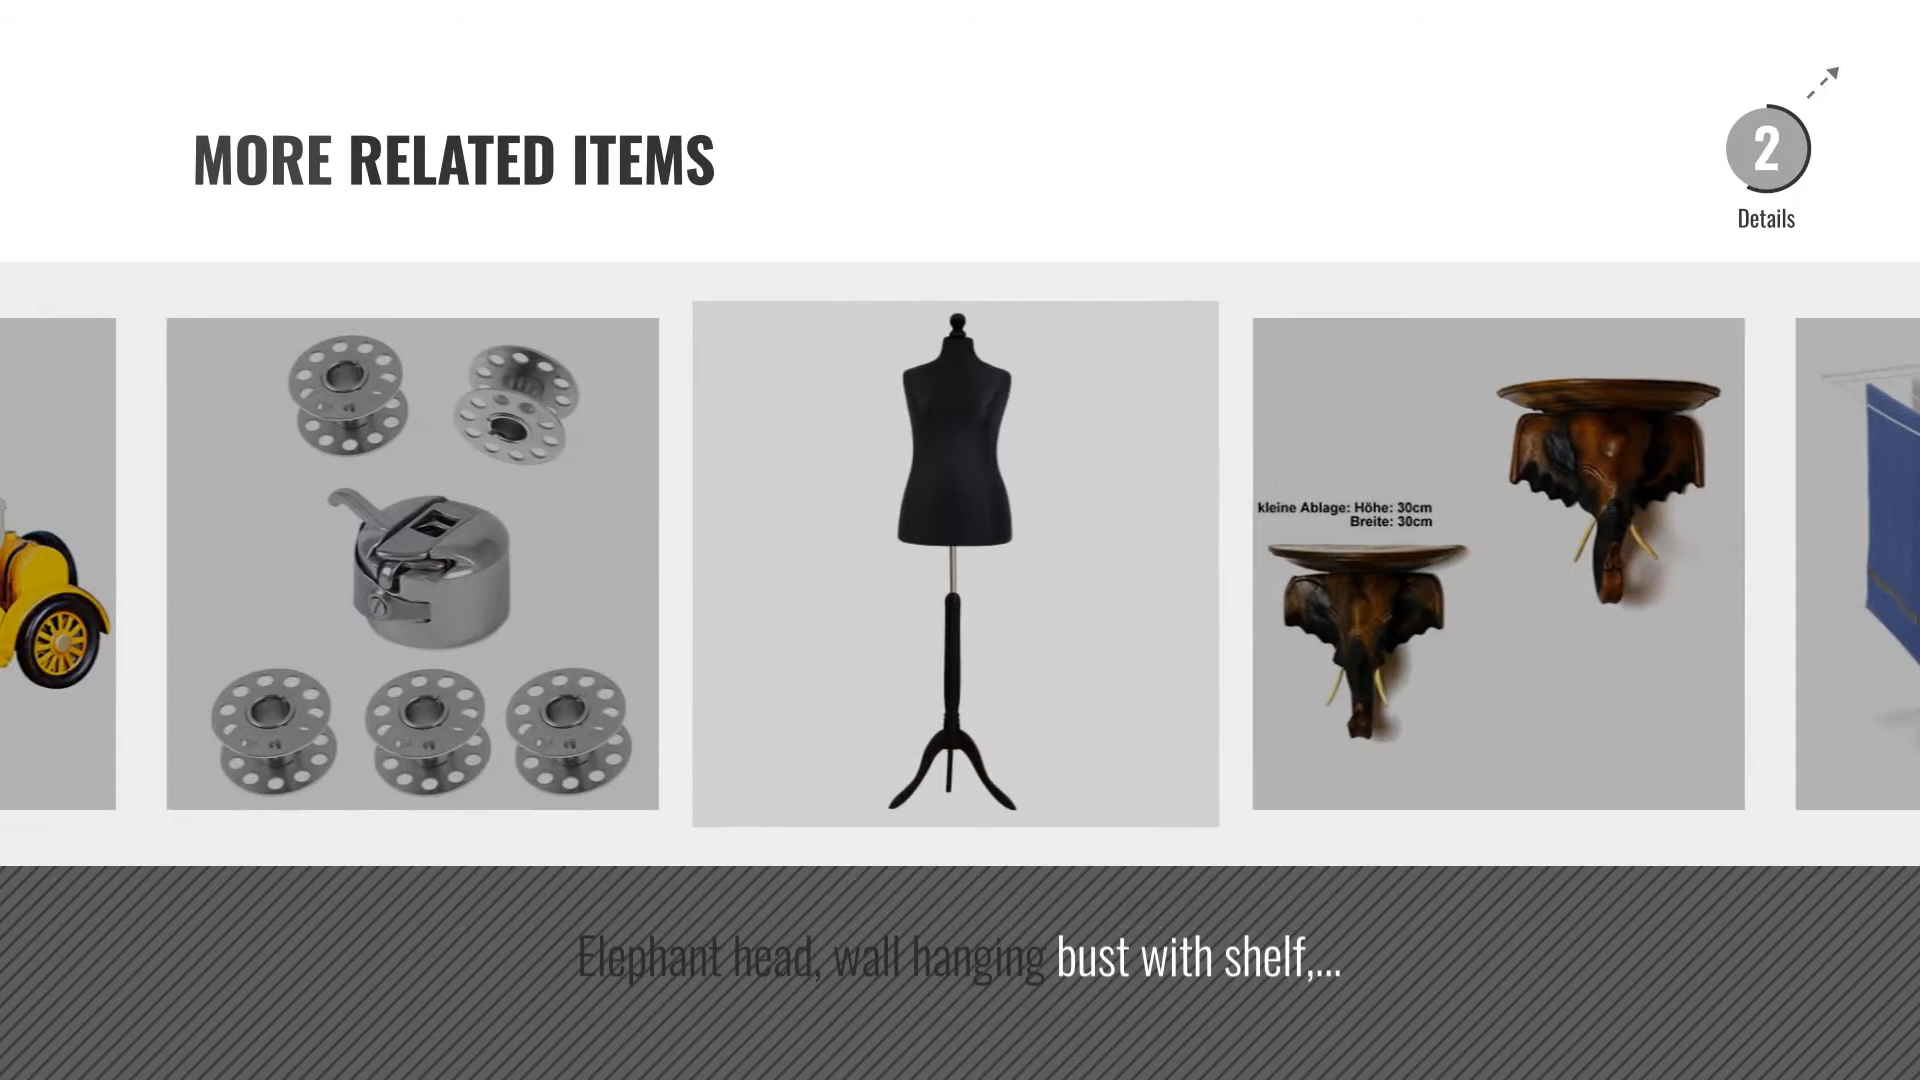 MORE RELATED ITEMS
2
Details
kleine Ablage: Höhe: 30cm
Breite: 30cm
Elephant head, wall hanging bust with shelf,...